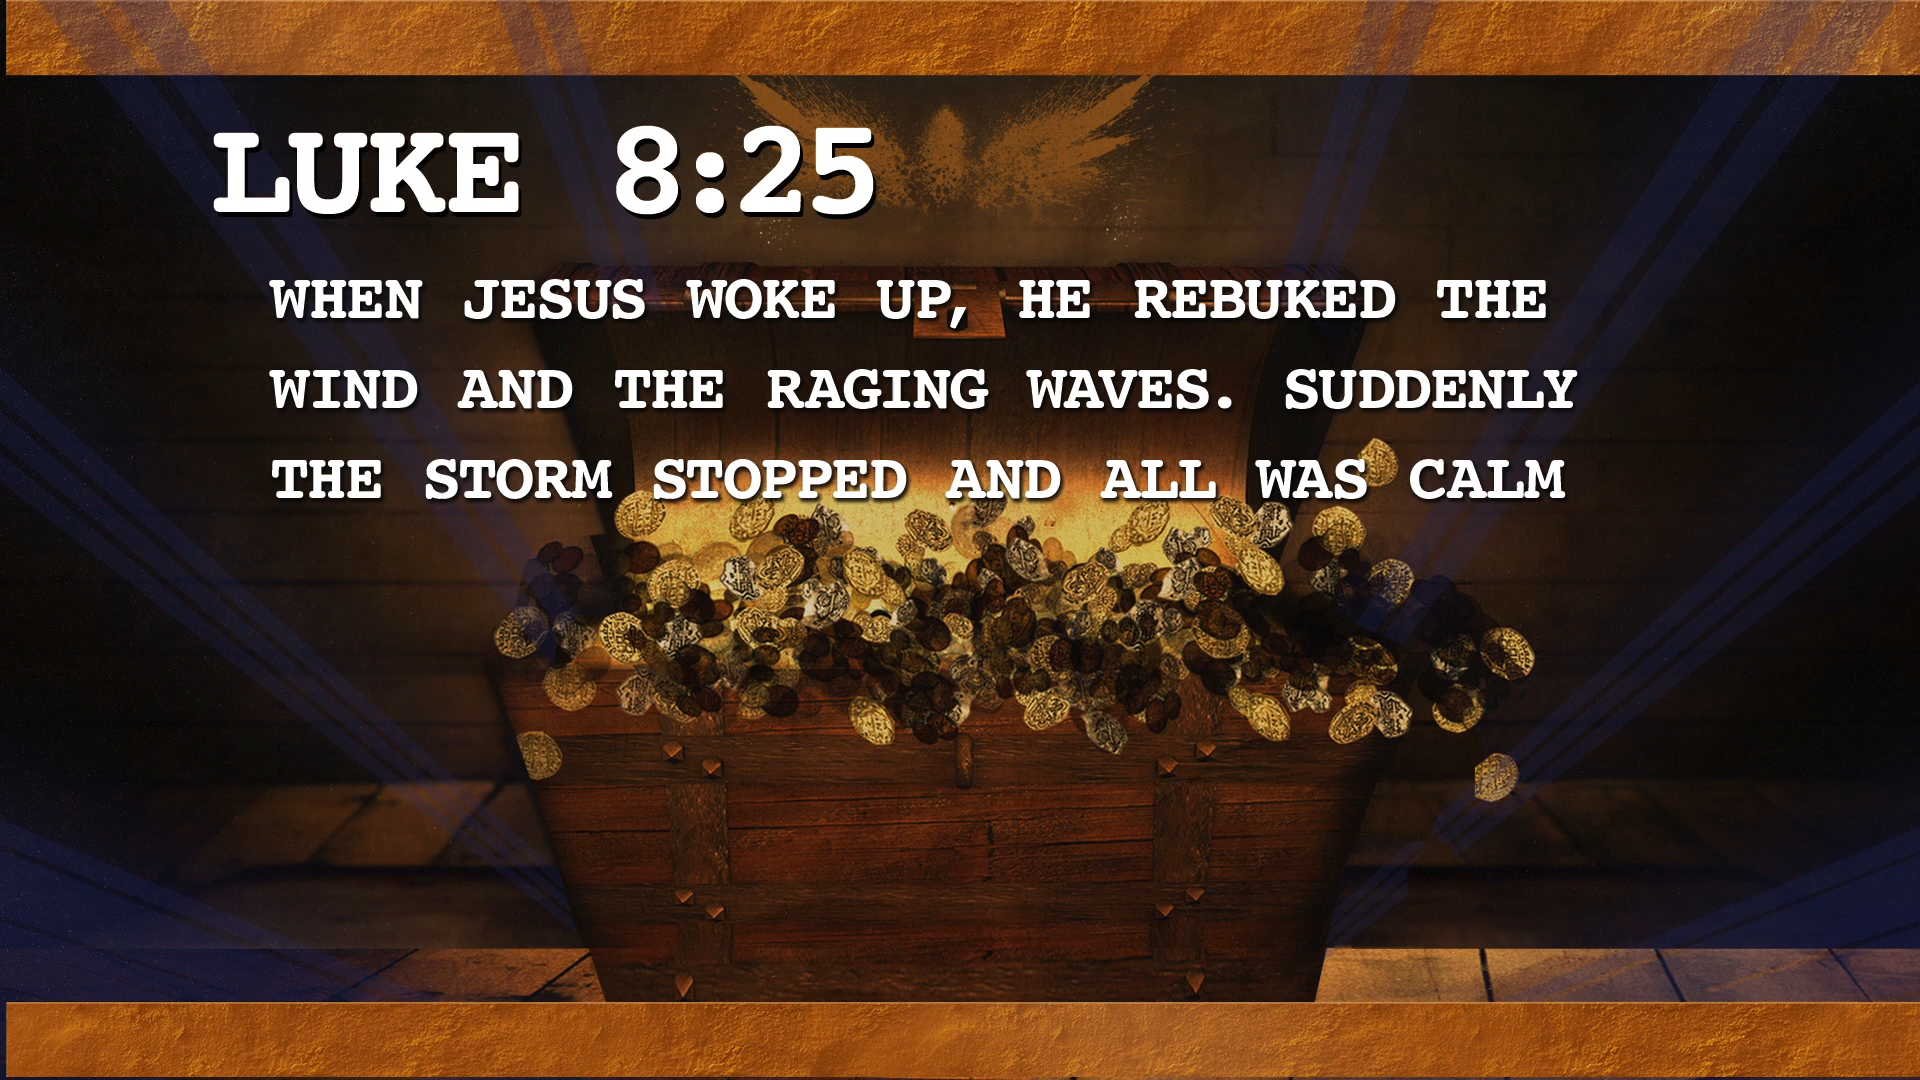 LUKE 8:25
WHEN JESUS WOKE UP, HE REBUKED THE
WIND AND THE RAGING WAVES. SUDDENLY
THE STORM STOPPED AND ALL WAS CALM